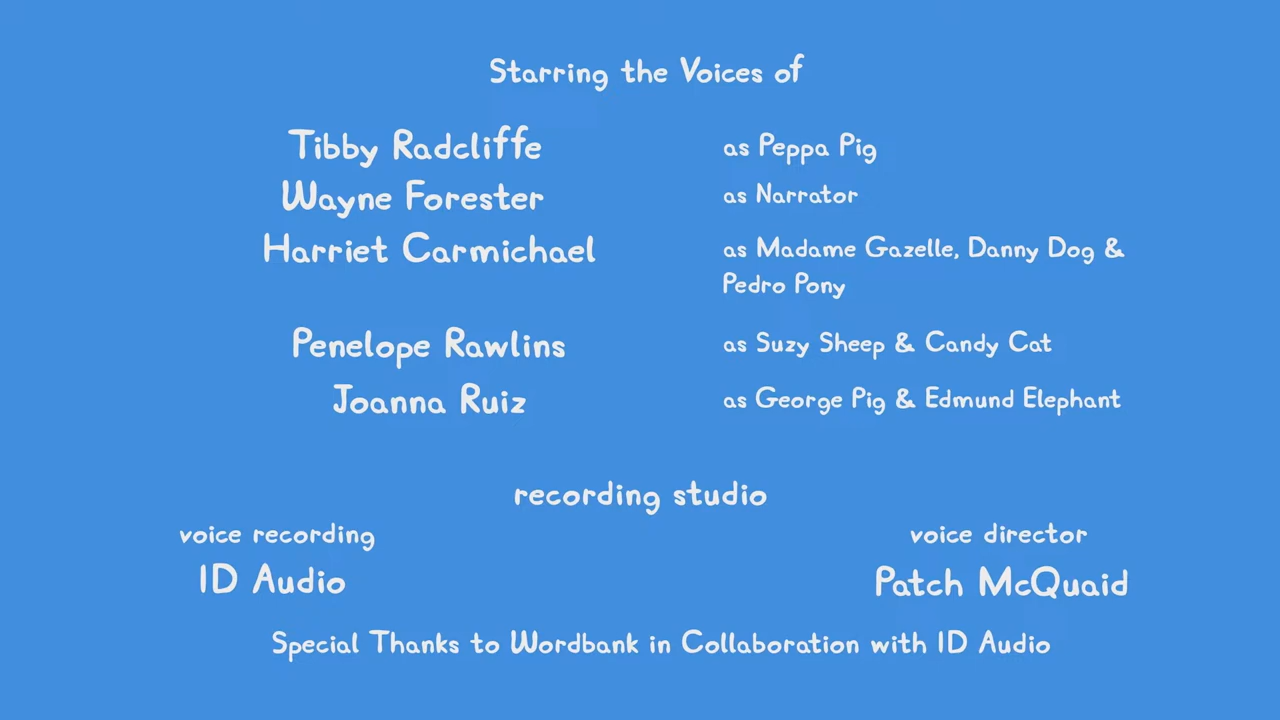 Starring the Voices of
Tibby Radcliffe as Peppa Pig
Wayne Forester as Narrator
Harriet Carmichael as Madame Gazelle, Danny Dog &
Pedro Pony
Penelope Rawlins as Suzy Sheep & Candy Cat
Joanna Ruiz as George Pig & Edmund Elephant
recording studio
voice recording voice director
ID Audio Patch McQuaid
Special Thanks to Wordbank in Collaboration with ID Audio